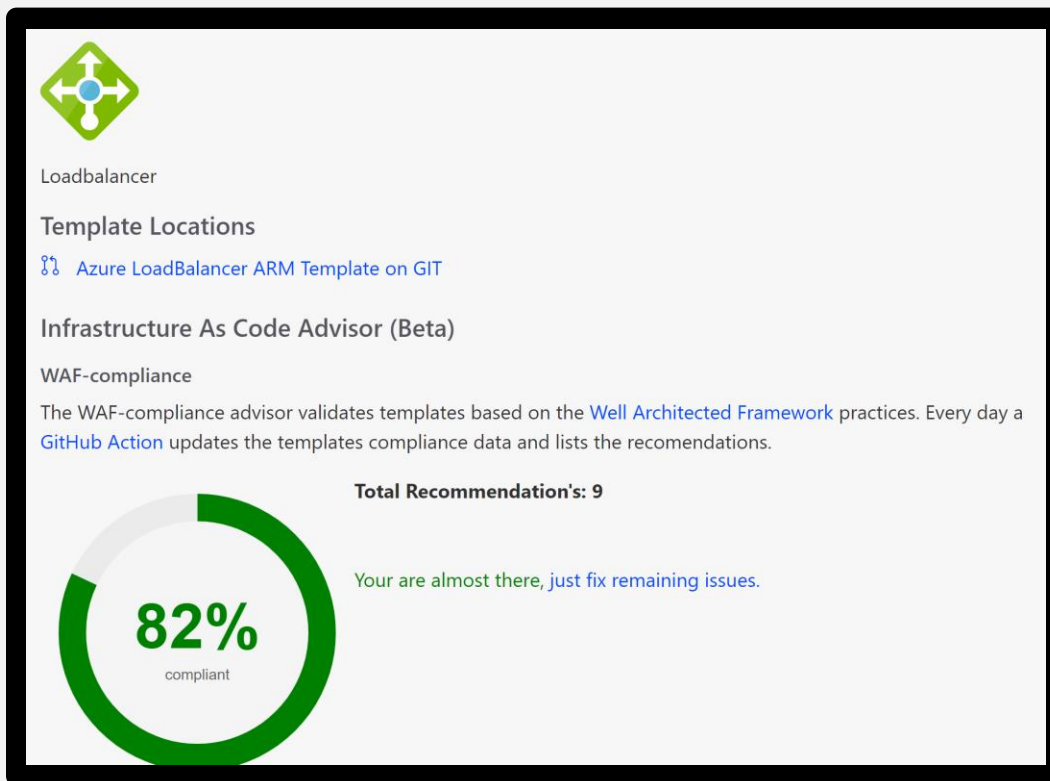 Loadbalancer
Template Locations
Azure LoadBalancer ARM Template on GIT
Infrastructure As Code Advisor (Beta)
WAF-compliance
The WAF-compliance advisor validates templates based on the Well Architected Framework practices. Every day a
GitHub Action updates the templates compliance data and lists the recomendations.
Total Recommendation's: 9
Your are almost there, just fix remaining issues.
82%
compliant